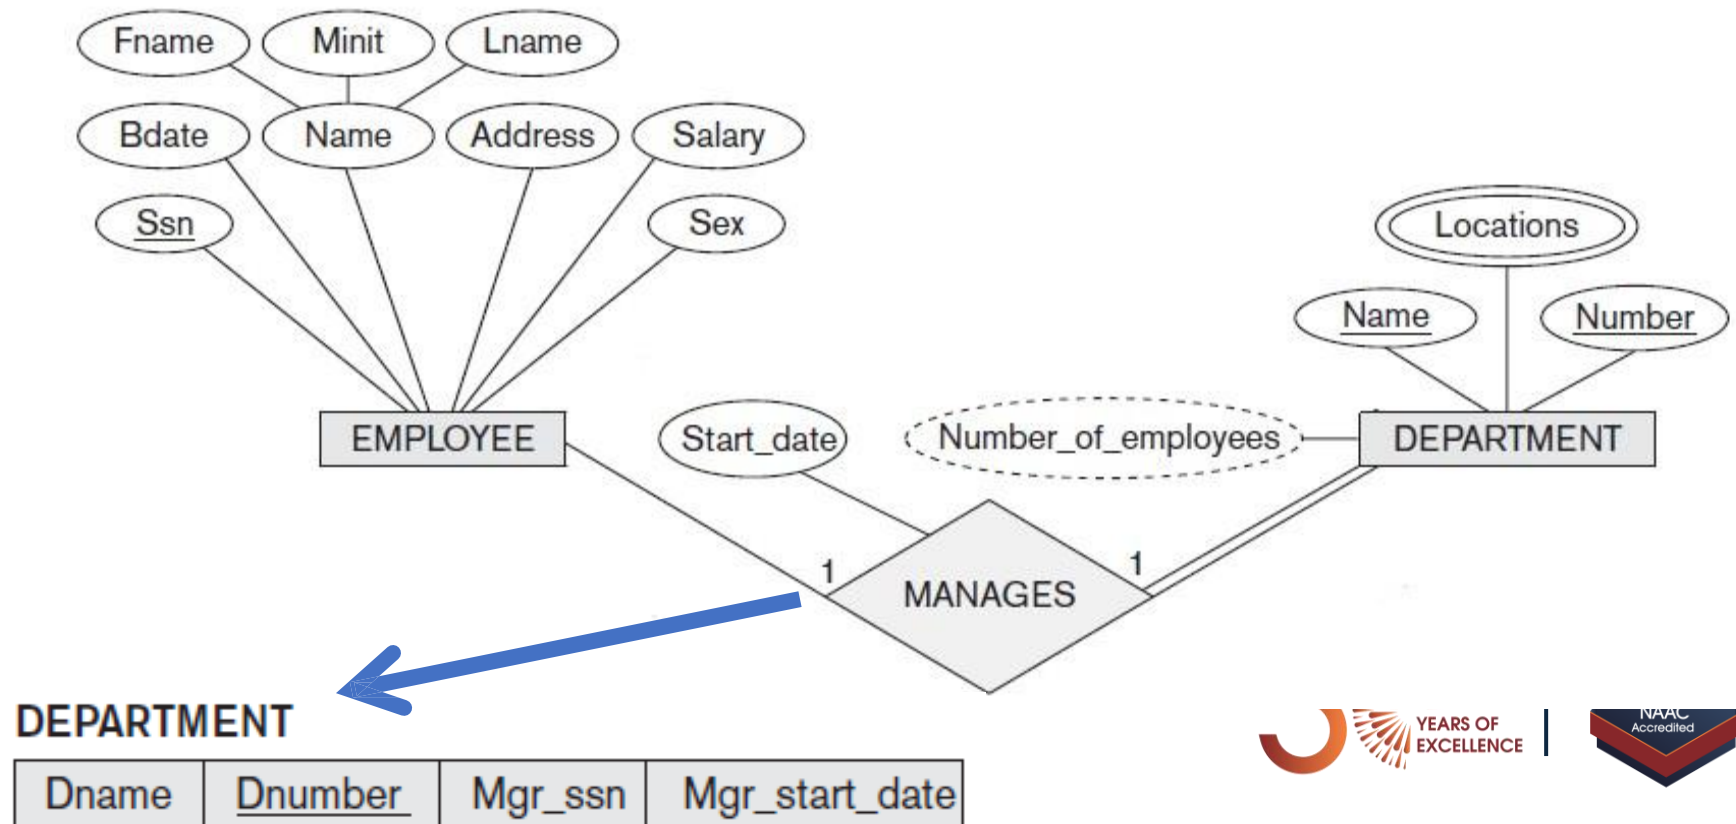 Fname Minit Lname
Bdate Name Address Salary
Ssn Sex
Locations
Name Number
EMPLOYEE Start_date Number_of_employees DEPARTMENT
1 1
MANAGES
DEPARTMENT
Dname Dnumber Mgr_ssn Mgr_start_date
YEARS OF
EXCELLENCE
NAAC
Accredited